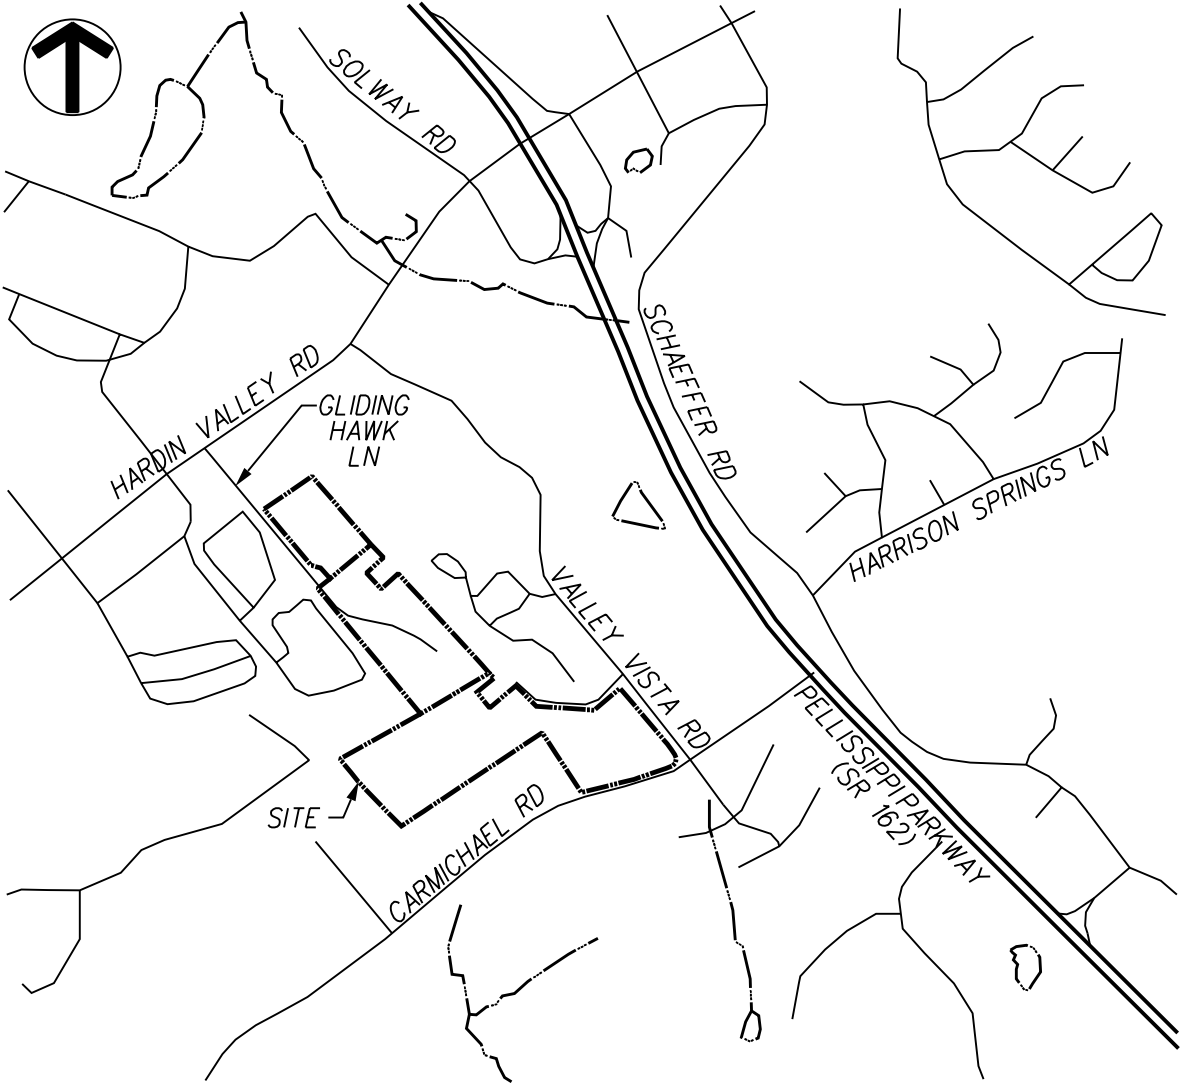 SOLWAY RD
SCHAEFFER RD
HARDIN VALLEY RD
GLIDING
HAWK
LN
HARRISON SPRINGS LN
VALLEY VISTA RD
PELLISSIPPI PARKWAY
(SR 162)
SITE
CARMICHAEL RD